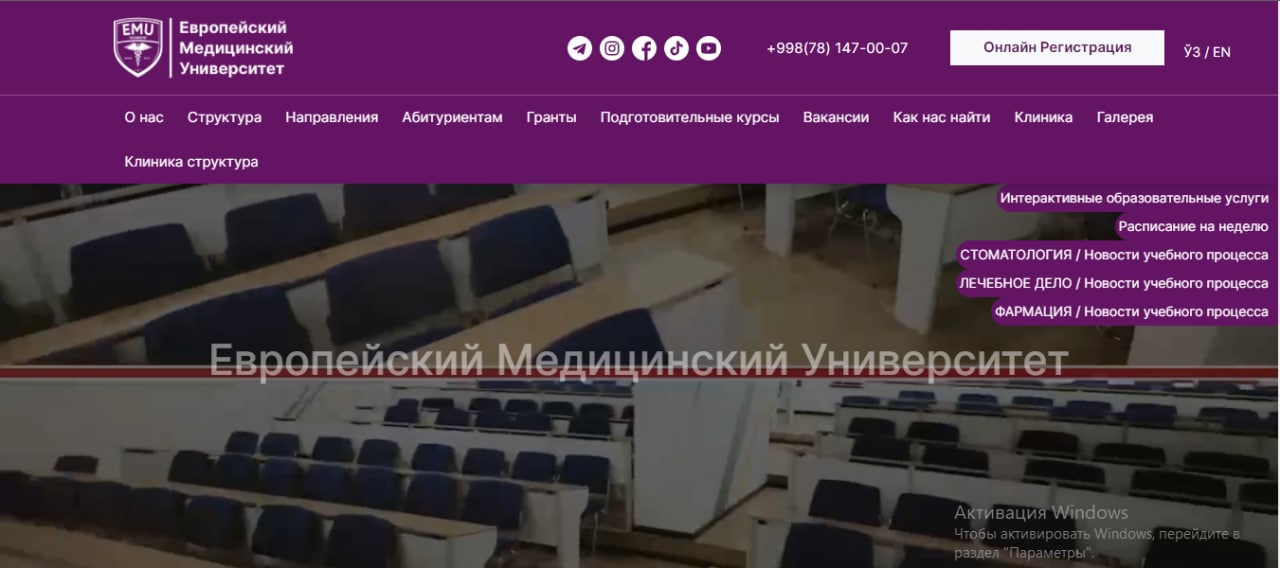 EMU
Европейский
Медицинский
Университет
+998(78) 147-00-07
Онлайн Регистрация
ЎЗ / EN
О нас Структура Направления Абитуриентам Гранты Подготовительные курсы Вакансии Как нас найти Клиника Галерея
Клиника структура
Интерактивные образовательные услуги
Расписание на неделю
СТОМАТОЛОГИЯ / Новости учебного процесса
ЛЕЧЕБНОЕ ДЕЛО / Новости учебного процесса
ФАРМАЦИЯ / Новости учебного процесса
Европейский Медицинский Университет
Активация Windows
Чтобы активировать Windows, перейдите в
раздел "Параметры".